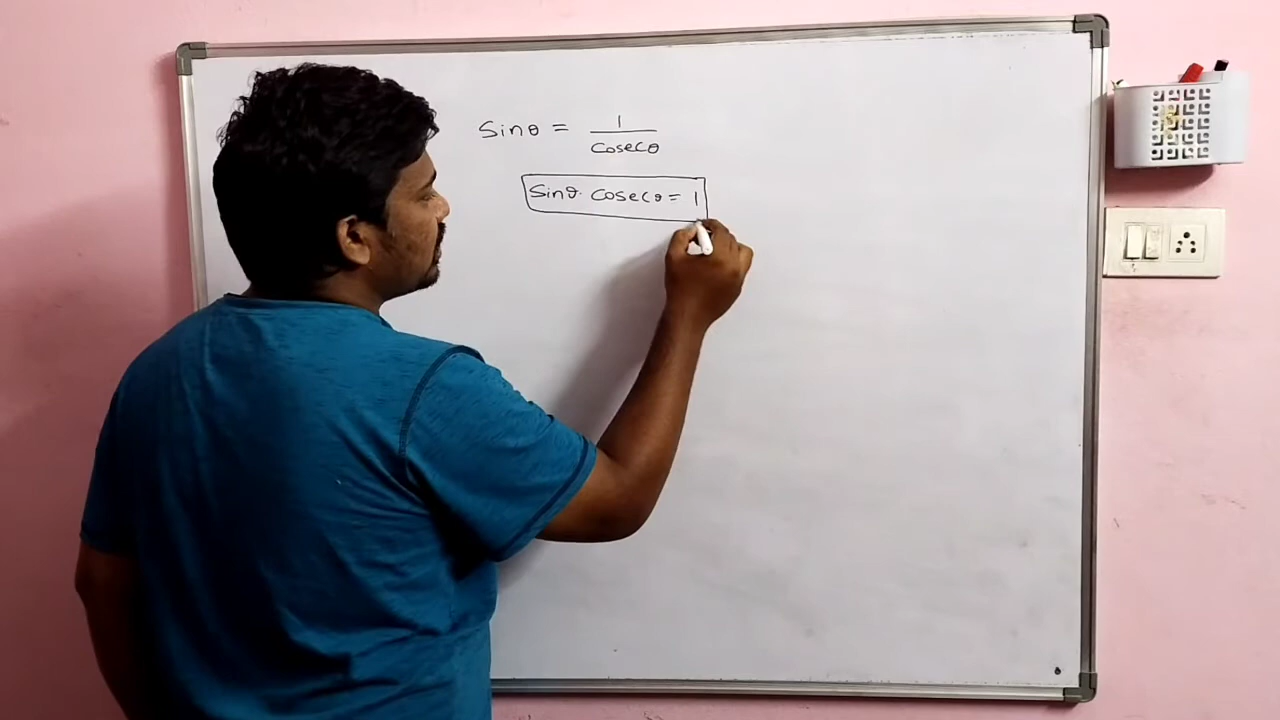 Sinθ = 1/Cosecθ
Sinθ. Cosecθ = 1